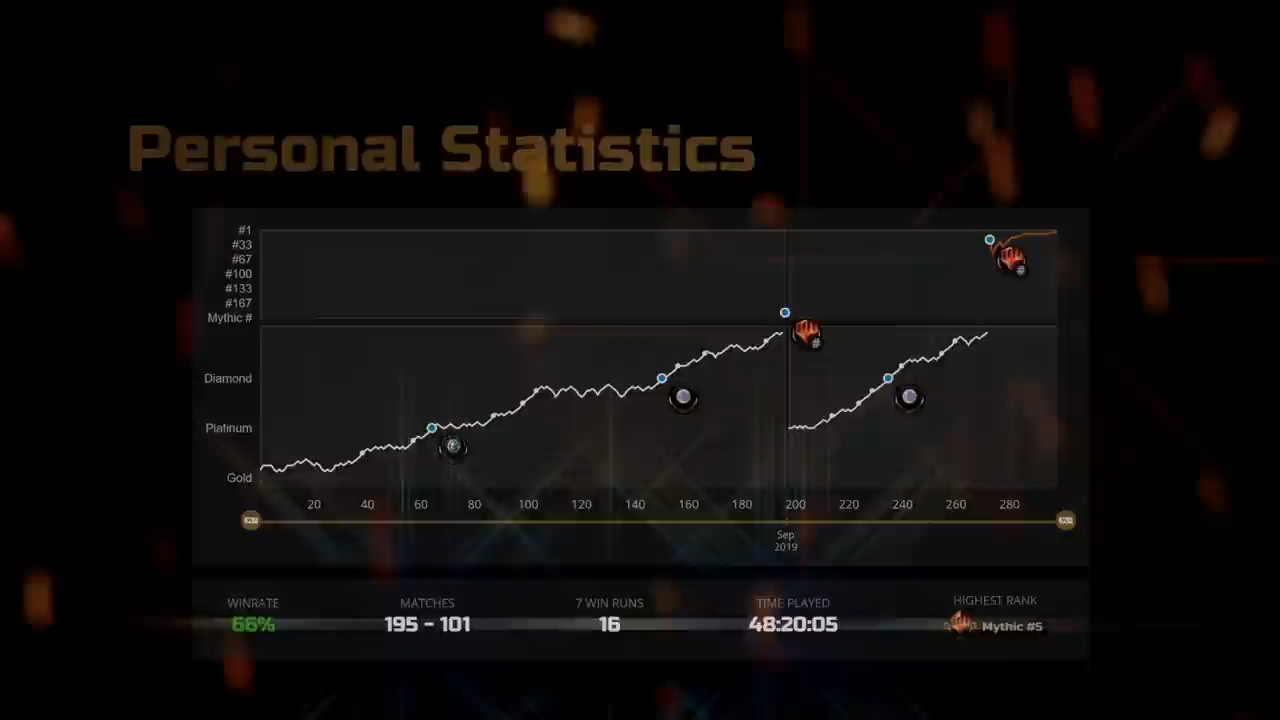 Personal Statistics
#1
#33
#67
#100
#133
#167
Mythic #
Diamond
Platinum
Gold
20 40 60 80 100 120 140 160 180 200 220 240 260 280
Sep
2019
WINRATE MATCHES 7 WIN RUNS TIME PLAYED HIGHEST RANK
66% 195 - 101 16 48:20:05 Mythic #5